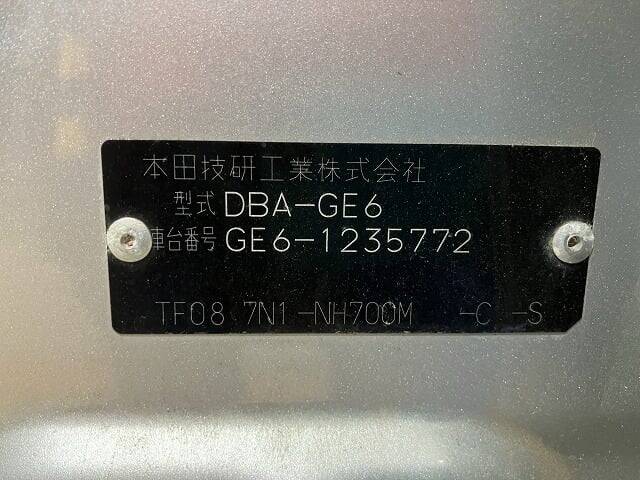 本田技研工業株式会社
型式 DBA-GE6
車台番号 GE6-1235772
TF08 7N1-NH700M -C -S